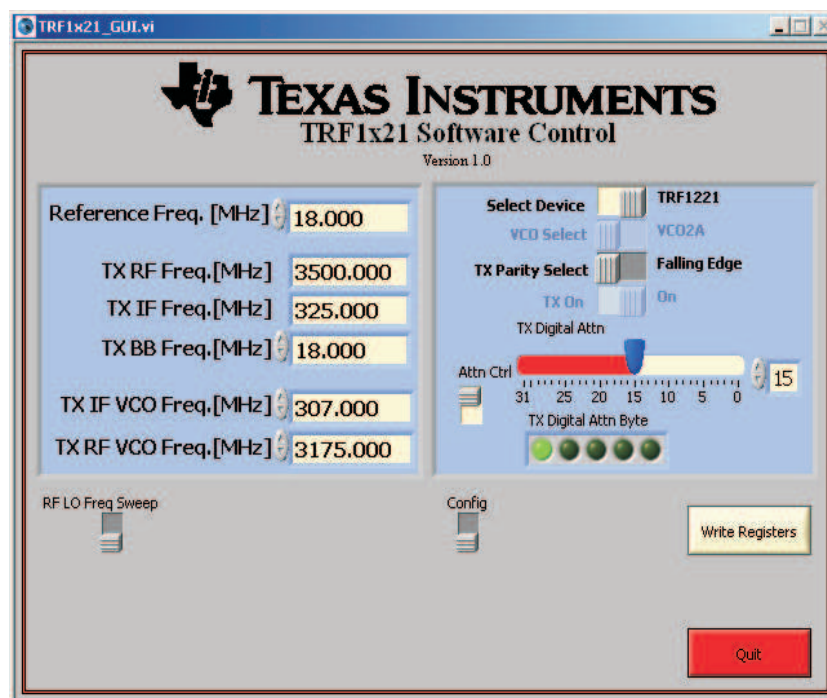 TRF1x21_GUI.vi
TEXAS INSTRUMENTS
TRF1x21 Software Control
Version 1.0
Reference Freq. [MHz] 18.000
TX RF Freq.[MHz] 3500.000
TX IF Freq.[MHz] 325.000
TX BB Freq.[MHz] 18.000
TX IF VCO Freq.[MHz] 307.000
TX RF VCO Freq.[MHz] 3175.000
Select Device TRF1221
VCO Select VCO2A
TX Parity Select Falling Edge
TX On On
TX Digital Attn
Attn Ctrl
31 25 20 15 10 5 0
15
TX Digital Attn Byte
RF LO Freq Sweep
Config
Write Registers
Quit